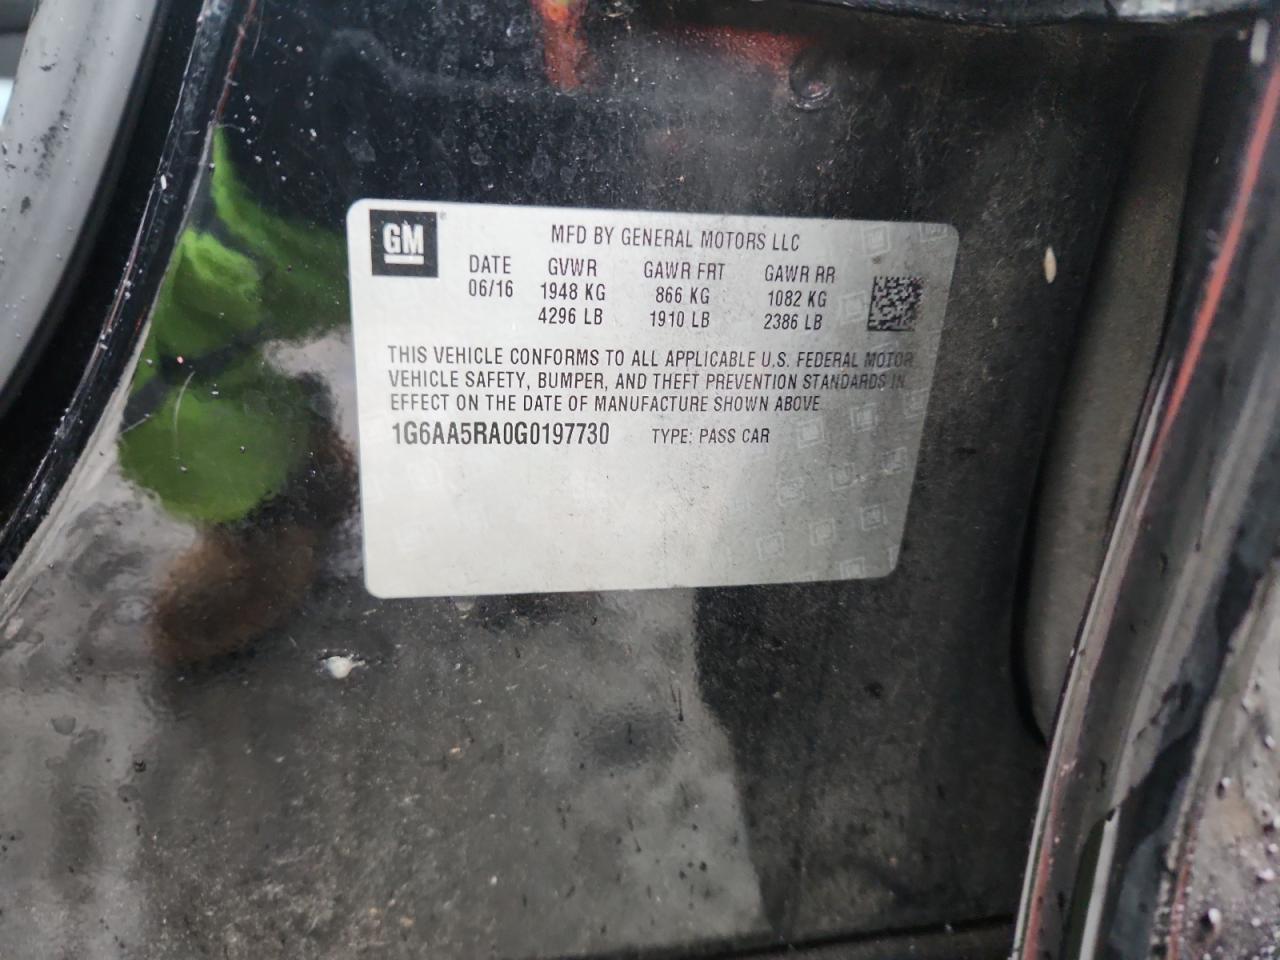 GM
MFD BY GENERAL MOTORS LLC
DATE GVWR GAWR FRT GAWR RR
06/16 1948 KG 866 KG 1082 KG
4296 LB 1910 LB 2386 LB
THIS VEHICLE CONFORMS TO ALL APPLICABLE U.S. FEDERAL MOTOR
VEHICLE SAFETY, BUMPER, AND THEFT PREVENTION STANDARDS IN
EFFECT ON THE DATE OF MANUFACTURE SHOWN ABOVE
1G6AA5RA0G0197730 TYPE: PASS CAR